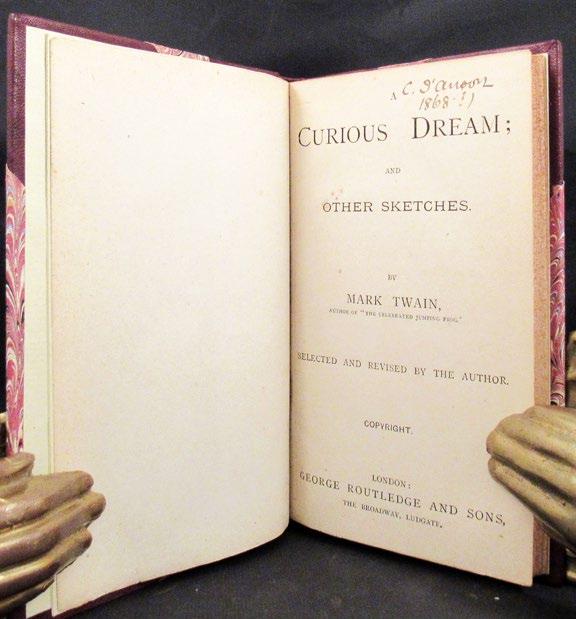 A
C.
1868-?)
CURIOUS DREAM;
AND
OTHER SKETCHES.
BY
MARK TWAIN,
AUTHOR OF "THE CELEBRATED JUMPING FROG."
SELECTED AND REVISED BY THE AUTHOR.
COPYRIGHT.
LONDON:
GEORGE ROUTLEDGE AND SONS,
THE BROADWAY, LUDGATE.